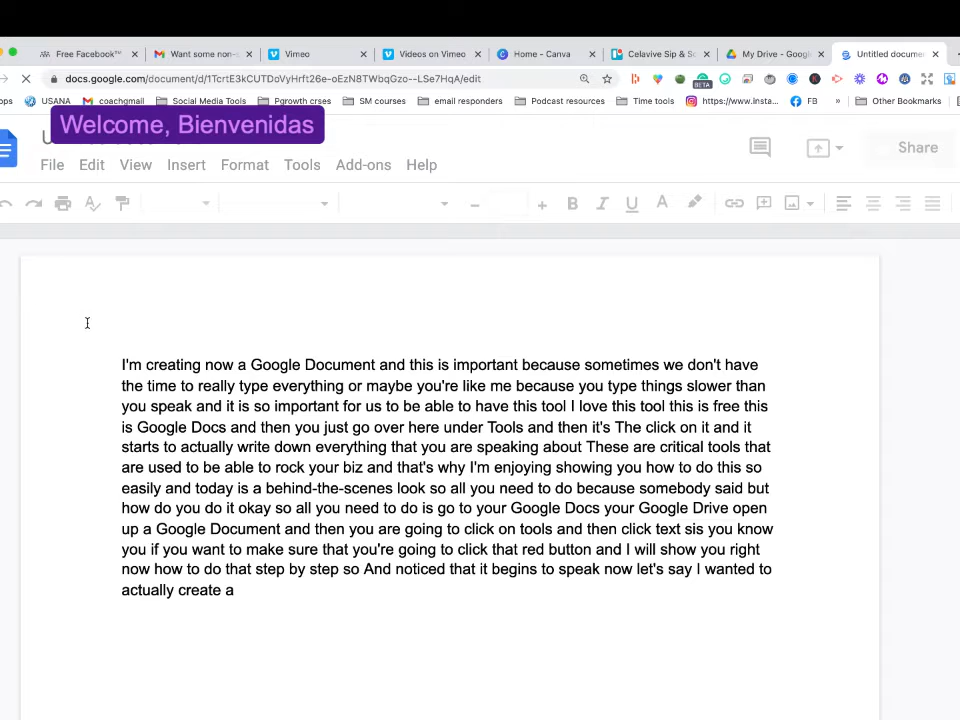 Free Facebook™ Want some non- Vimeo Videos on Vimeo Home - Canva Celavive Sip & Sc My Drive - Googl Untitled docume
docs.google.com/document/d/1TcrtE3kCUTDoVyHrft26e-oEzN8TWbqGzo--LSe7HqA/edit
BETA
USANA coachgmail Social Media Tools Pgrowth crses SM courses email responders Podcast resources Time tools https://www.insta... FB » Other Bookmarks
Welcome, Bienvenidas
File Edit View Insert Format Tools Add-ons Help
Share
I'm creating now a Google Document and this is important because sometimes we don't have
the time to really type everything or maybe you're like me because you type things slower than
you speak and it is so important for us to be able to have this tool I love this tool this is free this
is Google Docs and then you just go over here under Tools and then it's The click on it and it
starts to actually write down everything that you are speaking about These are critical tools that
are used to be able to rock your biz and that's why I'm enjoying showing you how to do this so
easily and today is a behind-the-scenes look so all you need to do because somebody said but
how do you do it okay so all you need to do is go to your Google Docs your Google Drive open
up a Google Document and then you are going to click on tools and then click text sis you know
you if you want to make sure that you're going to click that red button and I will show you right
now how to do that step by step so And noticed that it begins to speak now let's say I wanted to
actually create a